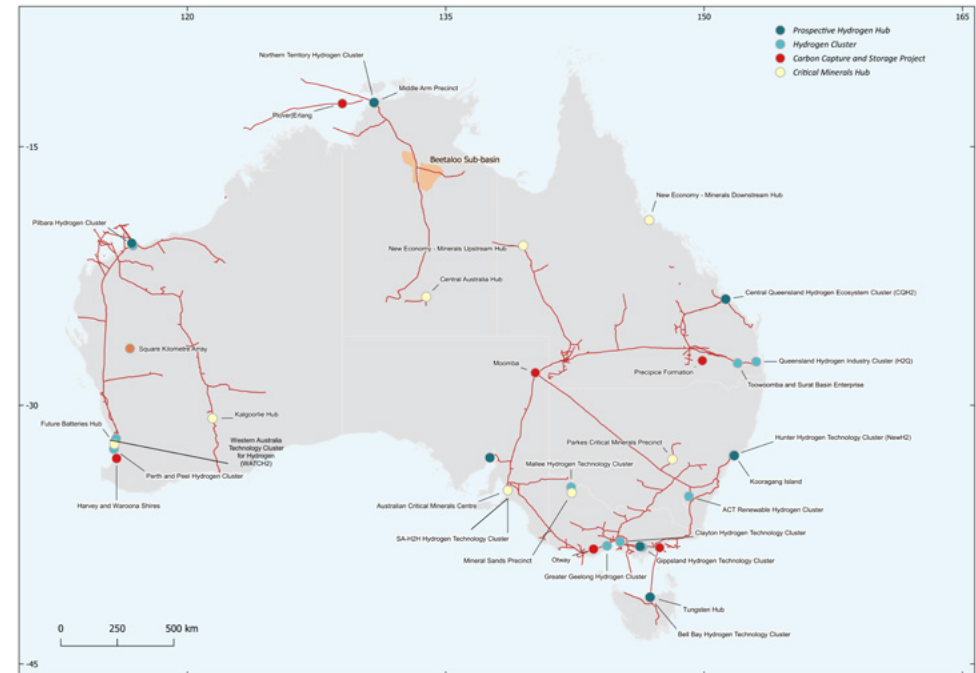 120
135
150
165
Prospective Hydrogen Hub
Hydrogen Cluster
Carbon Capture and Storage Project
Critical Minerals Hub
Northern Territory Hydrogen Cluster
Middle Arm Precinct
Plover|Erlang
-15
Beetaloo Sub-basin
New Economy - Minerals Downstream Hub
Pilbara Hydrogen Cluster
New Economy - Minerals Upstream Hub
Central Australia Hub
Central Queensland Hydrogen Ecosystem Cluster (CQH2)
Square Kilometre Array
Moomba
Precipice Formation
Queensland Hydrogen Industry Cluster (H2Q)
Toowoomba and Surat Basin Enterprise
-30
Kalgoorlie Hub
Future Batteries Hub
Western Australia
Technology Cluster
for Hydrogen
(WATCH2)
Parkes Critical Minerals Precinct
Hunter Hydrogen Technology Cluster (NewH2)
Mallee Hydrogen Technology Cluster
Perth and Peel Hydrogen Cluster
Kooragang Island
Harvey and Waroona Shires
Australian Critical Minerals Centre
ACT Renewable Hydrogen Cluster
SA-H2H Hydrogen Technology Cluster
Clayton Hydrogen Technology Cluster
Mineral Sands Precinct
Otway
Gippsland Hydrogen Technology Cluster
Greater Geelong Hydrogen Cluster
Tungsten Hub
Bell Bay Hydrogen Technology Cluster
0
250
500 km
-45